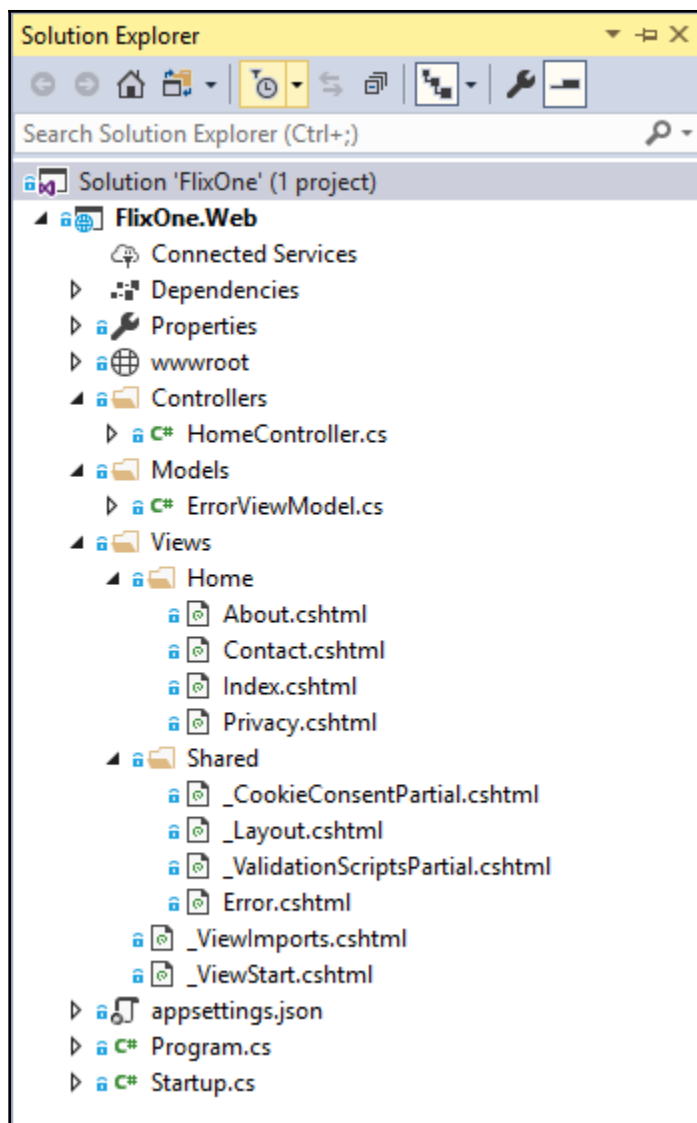 Solution Explorer
Search Solution Explorer (Ctrl+;)
Solution 'FlixOne' (1 project)
FlixOne.Web
Connected Services
Dependencies
Properties
wwwroot
Controllers
C# HomeController.cs
Models
C# ErrorViewModel.cs
Views
Home
About.cshtml
Contact.cshtml
Index.cshtml
Privacy.cshtml
Shared
_CookieConsentPartial.cshtml
_Layout.cshtml
_ValidationScriptsPartial.cshtml
Error.cshtml
_ViewImports.cshtml
_ViewStart.cshtml
appsettings.json
C# Program.cs
C# Startup.cs